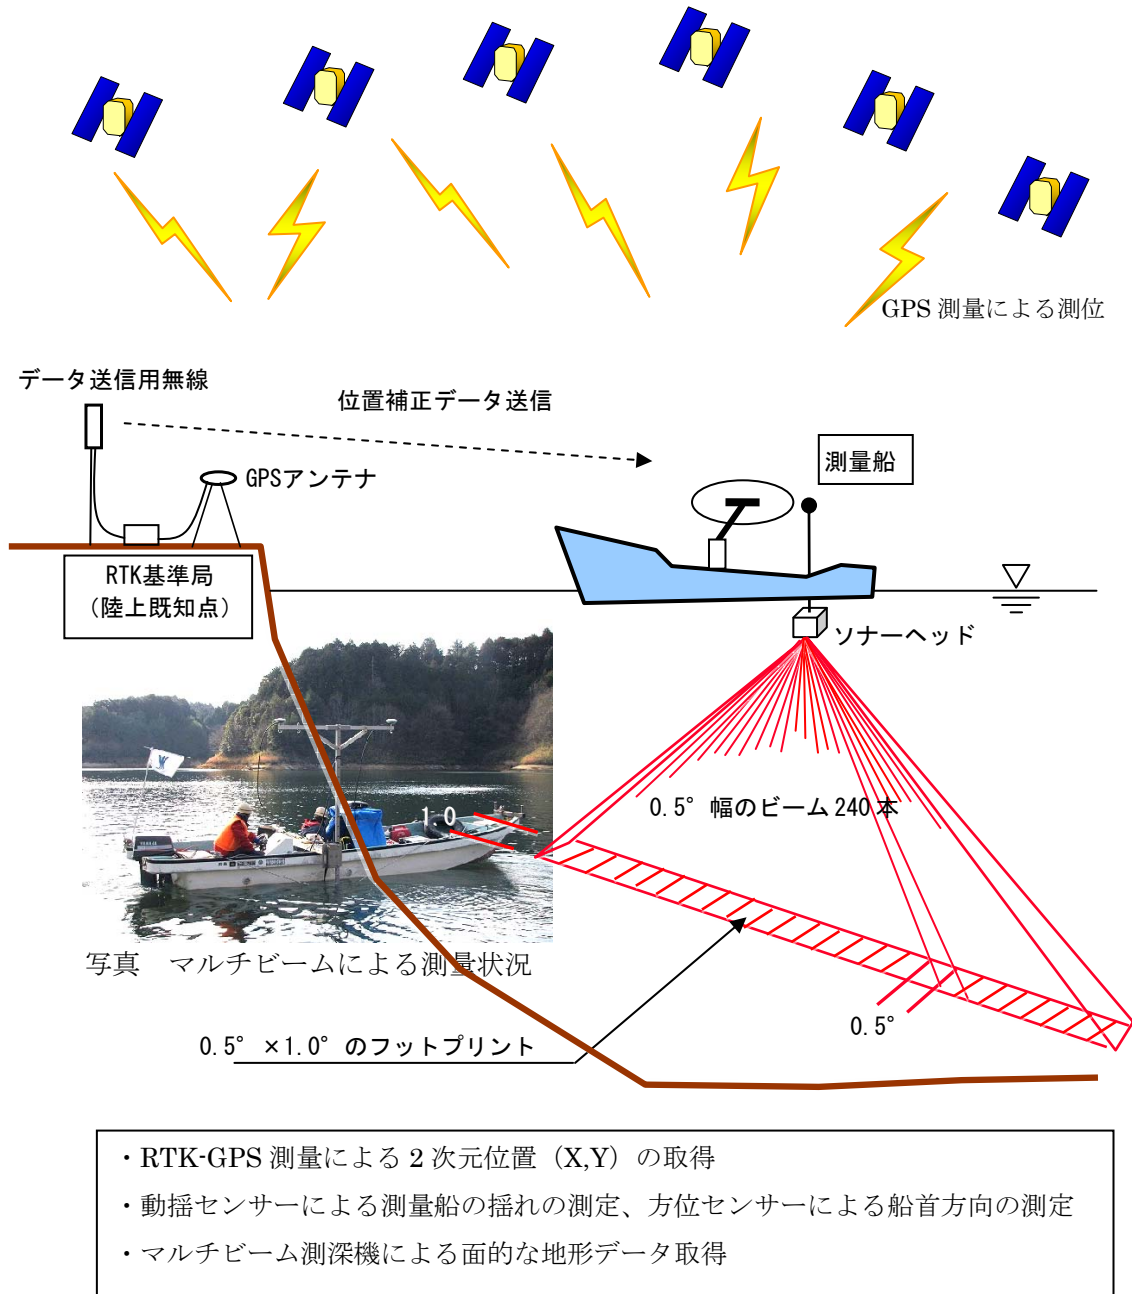 GPS 測量による測位
データ送信用無線
位置補正データ送信
測量船
GPSアンテナ
RTK基準局
（陸上既知点）
ソナーヘッド
0.5° 幅のビーム 240 本
1.0
写真　マルチビームによる測量状況
0.5°
0.5° ×1.0° のフットプリント
・RTK-GPS 測量による 2 次元位置（X,Y）の取得
・動揺センサーによる測量船の揺れの測定、方位センサーによる船首方向の測定
・マルチビーム測深機による面的な地形データ取得